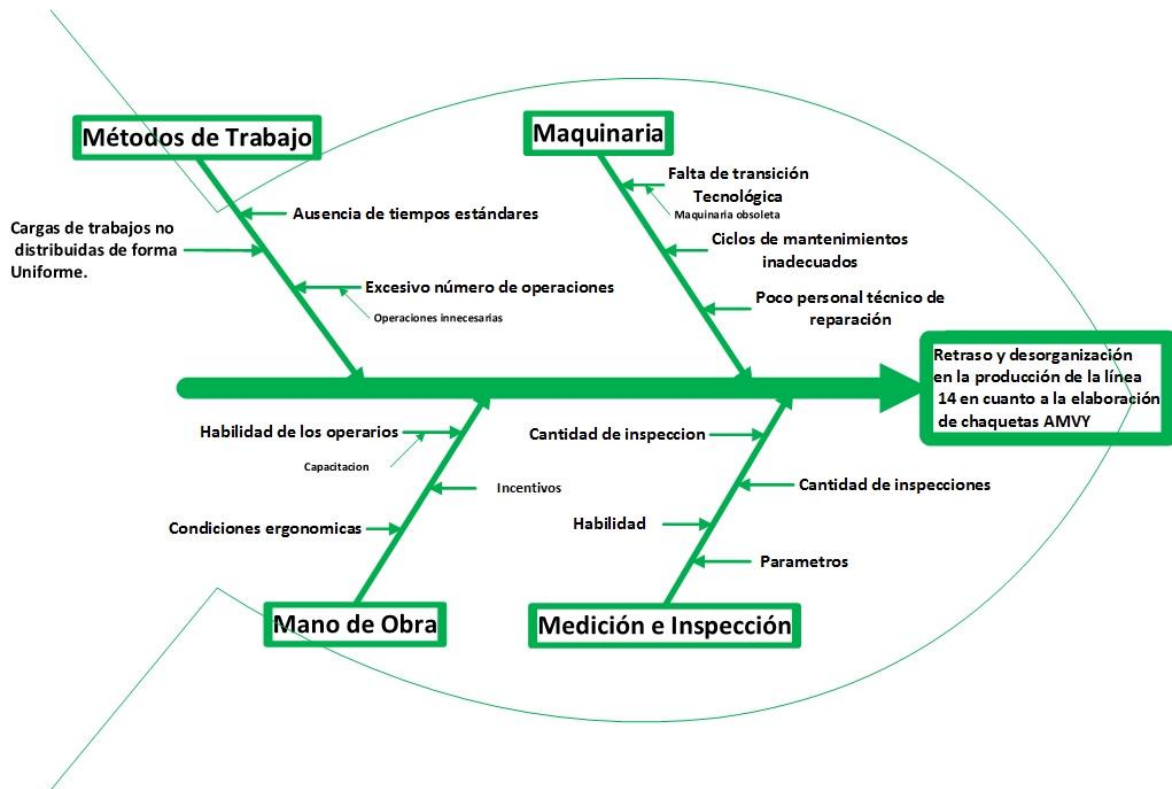 Métodos de Trabajo
Maquinaria
Cargas de trabajos no
distribuidas de forma
Uniforme.
Ausencia de tiempos estándares
Excesivo número de operaciones
Operaciones innecesarias
Falta de transición
Tecnológica
Maquinaria obsoleta
Ciclos de mantenimientos
inadecuados
Poco personal técnico de
reparación
Retraso y desorganización
en la producción de la línea
14 en cuanto a la elaboración
de chaquetas AMVY
Habilidad de los operarios
Capacitacion
Incentivos
Condiciones ergonomicas
Cantidad de inspeccion
Cantidad de inspecciones
Habilidad
Parametros
Mano de Obra
Medición e Inspección